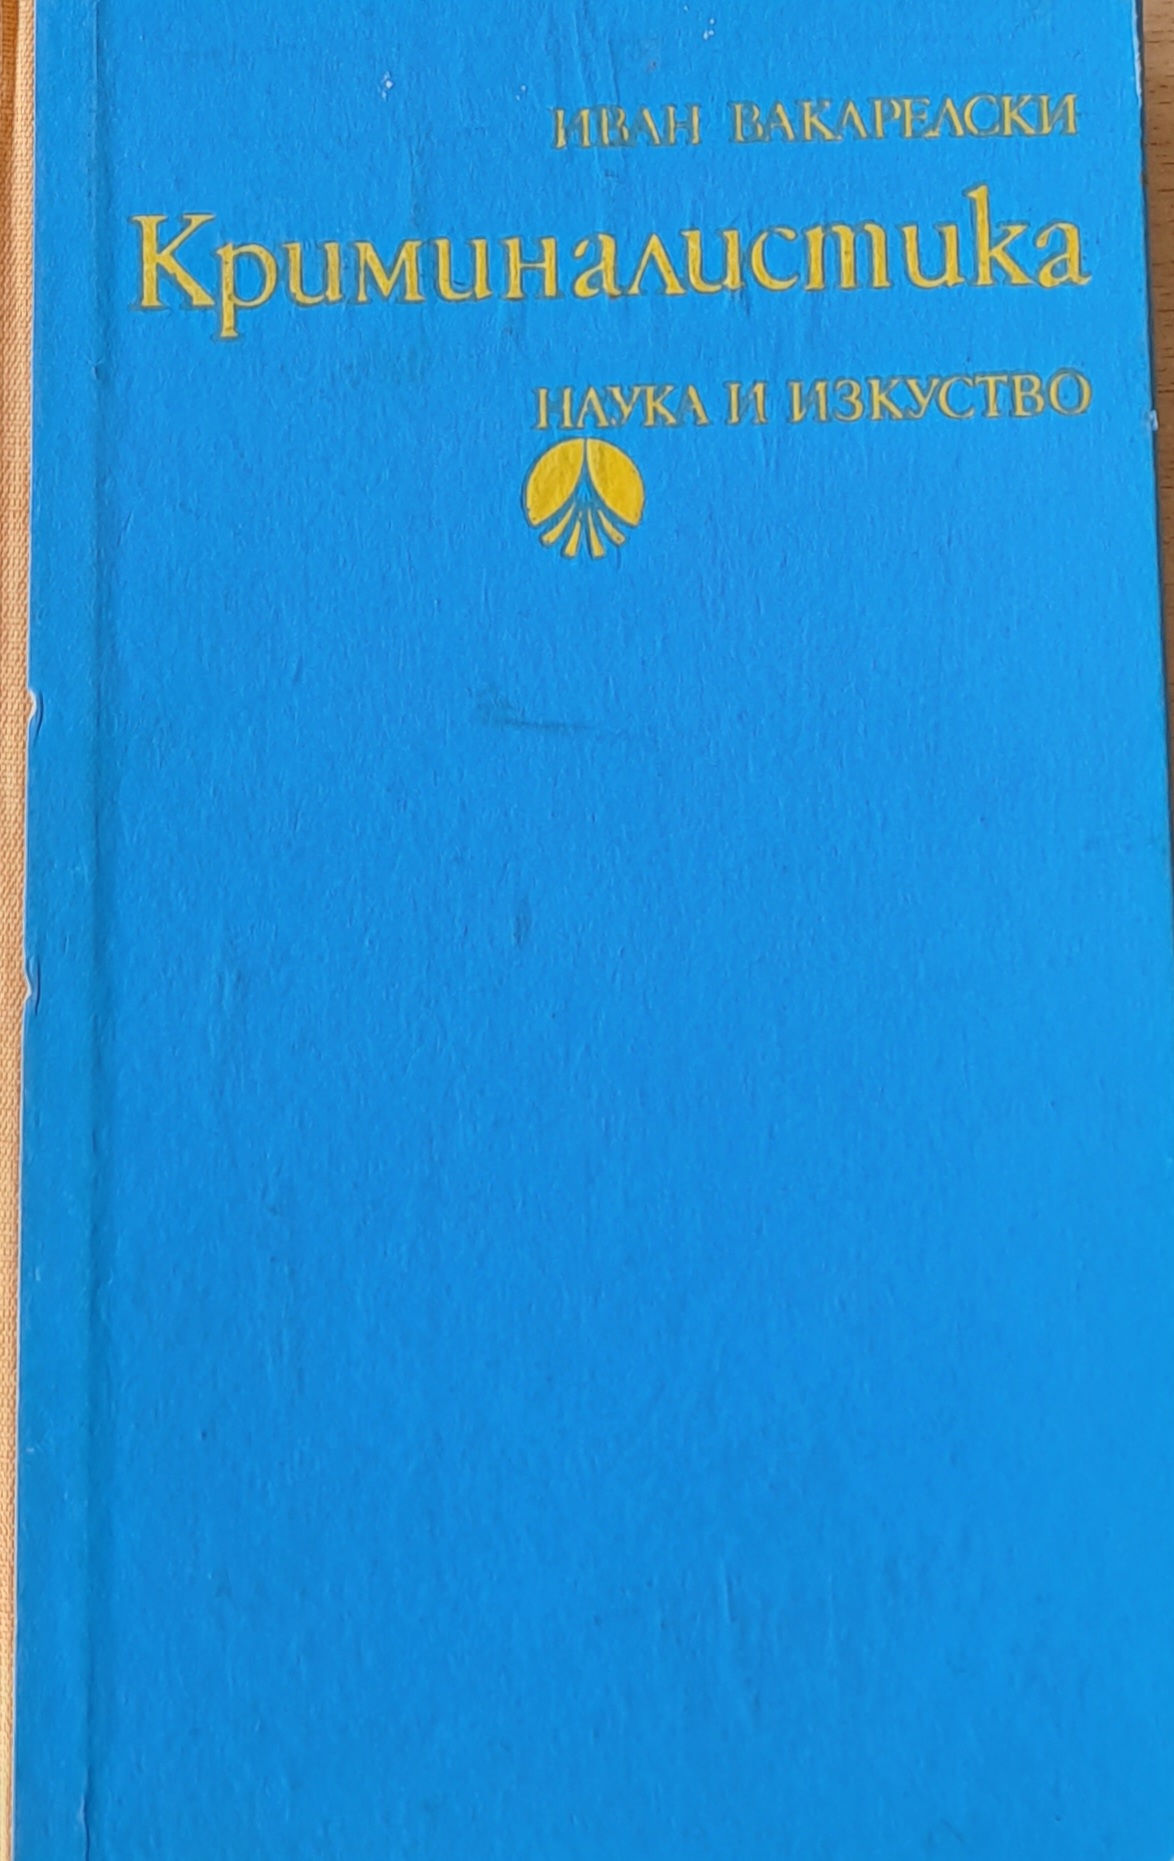 ИВАН ВАКАРЕЛСКИ
Криминалистика
НАУКА И ИЗКУСТВО